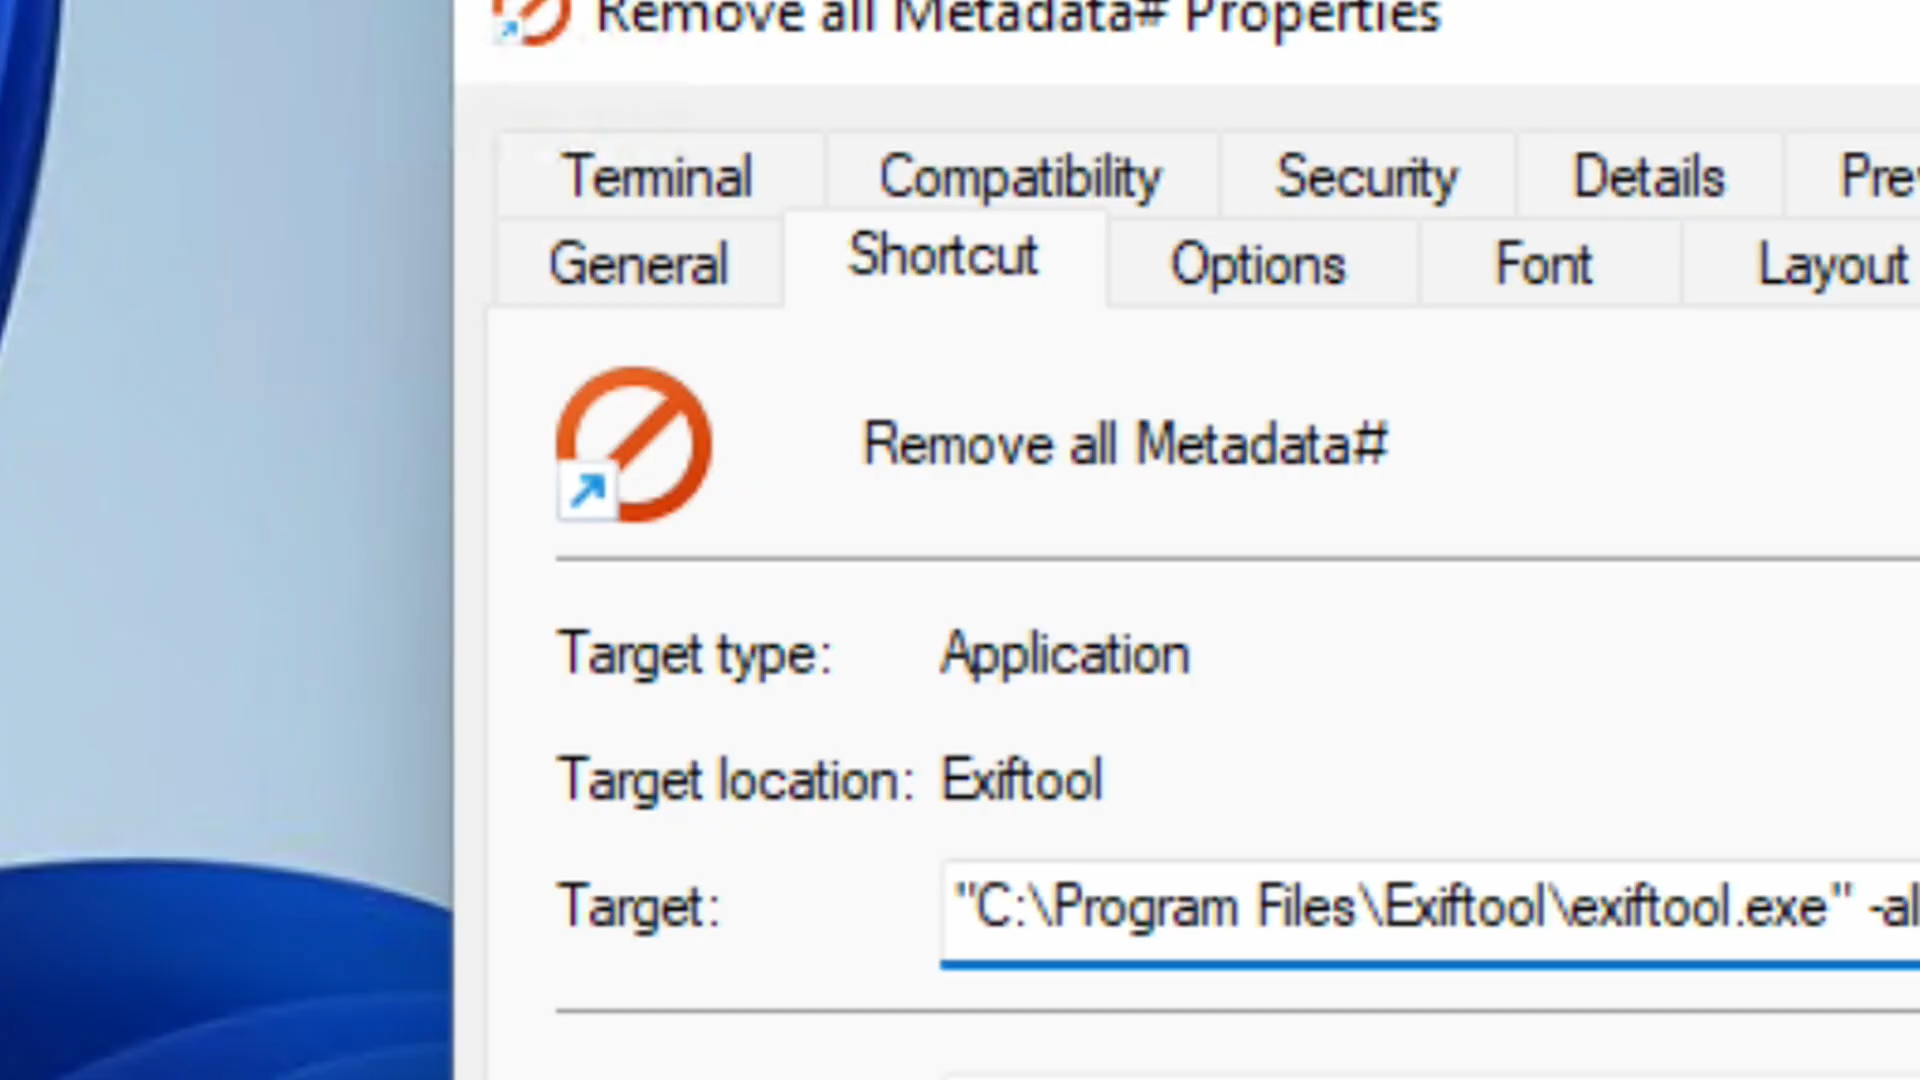 Remove all Metadata# Properties
Terminal Compatibility Security Details
General Shortcut Options Font Layout
Remove all Metadata#
Target type: Application
Target location: Exiftool
Target: "C:\Program Files\Exiftool\exiftool.exe" -al